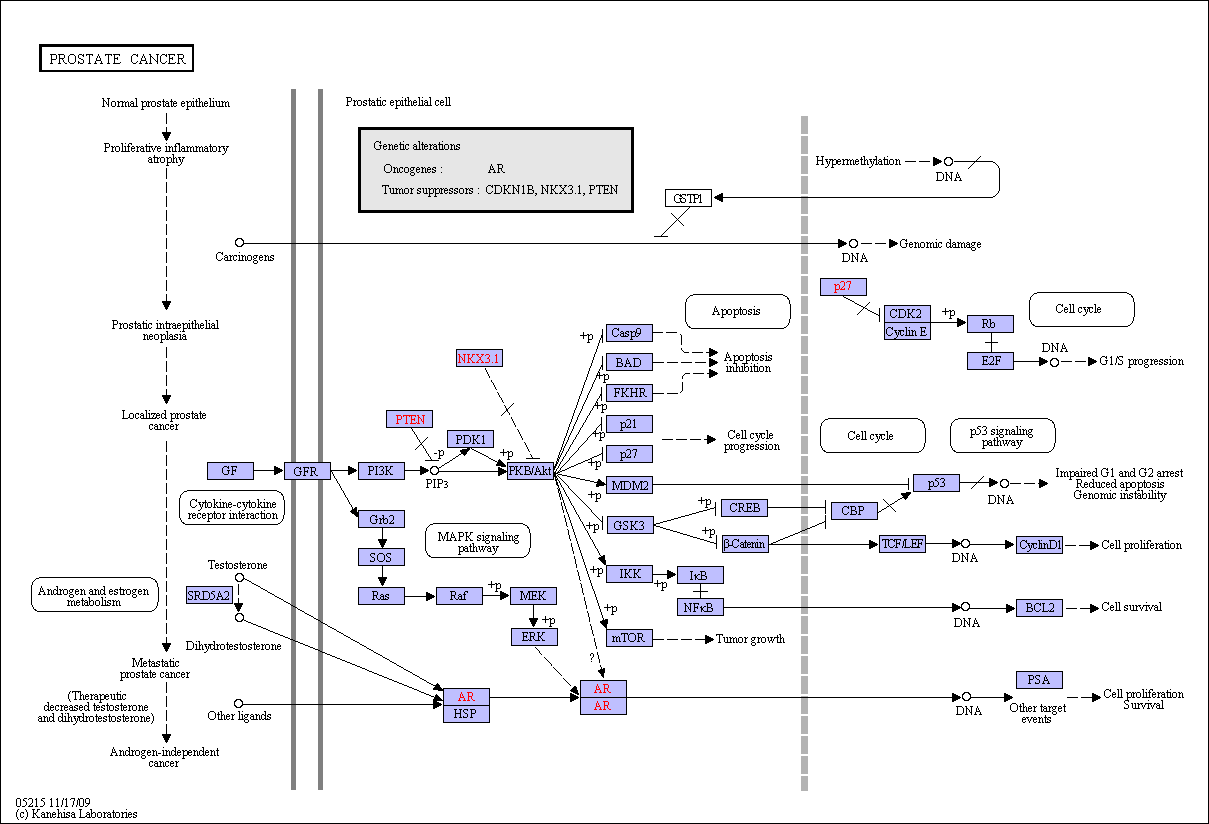 PROSTATE CANCER
Normal prostate epithelium
Proliferative inflammatory
atrophy
Prostatic intraepithelial
neoplasia
Localized prostate
cancer
Metastatic
prostate cancer
(Therapeutic
decreased testosterone
and dihydrotestosterone)
Androgen-independent
cancer
Prostatic epithelial cell
Genetic alterations
Oncogenes : AR
Tumor suppressors : CDKN1B, NKX3.1, PTEN
Hypermethylation
DNA
GSTP1
Carcinogens
DNA
Genomic damage
p27
CDK2
Cyclin E
+p
Rb
E2F
Cell cycle
DNA
G1/S progression
Apoptosis
NKX3.1
+p
Casp9
BAD
+p
FKHR
+p
p21
+p
p27
+p
MDM2
+p
Apoptosis
inhibition
Cell cycle
progression
Cell cycle
p53 signaling
pathway
PTEN
PDK1
-p
+p
GF
GFR
PI3K
PIP3
PKB/Akt
p53
DNA
Impaired G1 and G2 arrest
Reduced apoptosis
Genomic instability
Cytokine-cytokine
receptor interaction
Grb2
SOS
MAPK signaling
pathway
+p
GSK3
+p
CREB
+p
β-Catenin
CBP
TCF/LEF
DNA
CyclinD1
Cell proliferation
Testosterone
Androgen and estrogen
metabolism
SRD5A2
Dihydrotestosterone
Ras
Raf
+p
MEK
+p
ERK
+p
IKK
+p
IκB
NFκB
DNA
BCL2
Cell survival
+p
mTOR
Tumor growth
?
AR
HSP
AR
AR
Other ligands
DNA
PSA
Other target
events
Cell proliferation
Survival
05215 11/17/09
(c) Kanehisa Laboratories